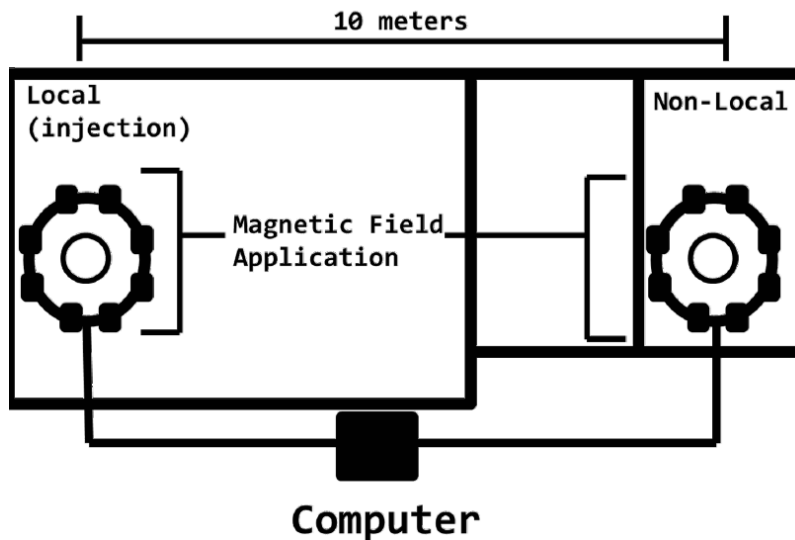 10 meters
Local
(injection)
Non-Local
Magnetic Field
Application
Computer